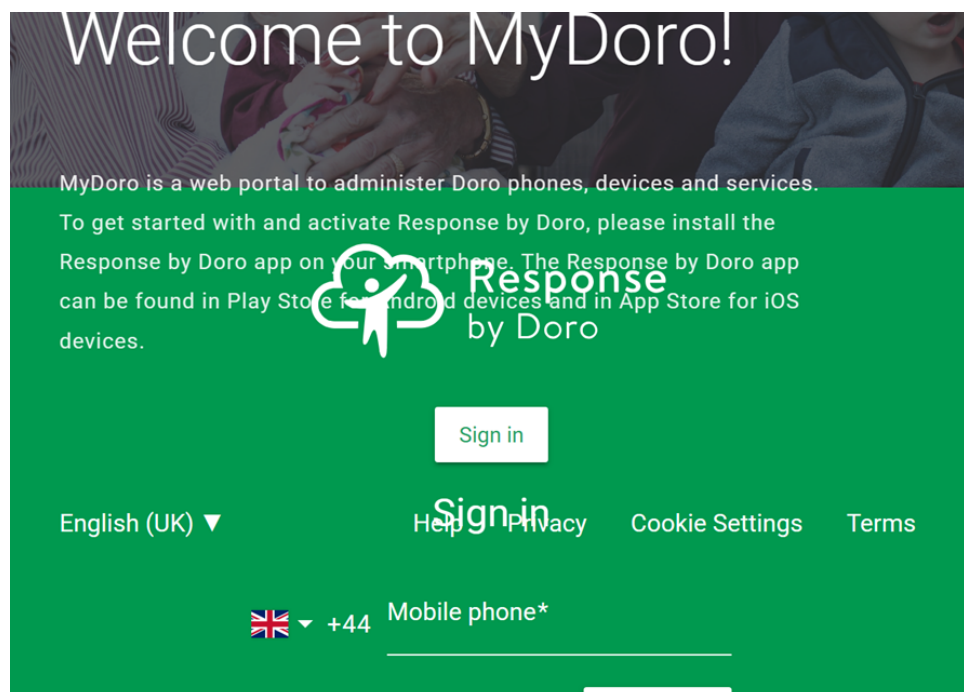 Welcome to MyDoro!
MyDoro is a web portal to administer Doro phones, devices and services.
To get started with and activate Response by Doro, please install the
Response by Doro app on your smartphone. The Response by Doro app
can be found in Play Store for Android devices and in App Store for iOS
devices.
Response
by Doro
Sign in
Sign in
English (UK) ▼
Help Privacy Cookie Settings Terms
+44 Mobile phone*